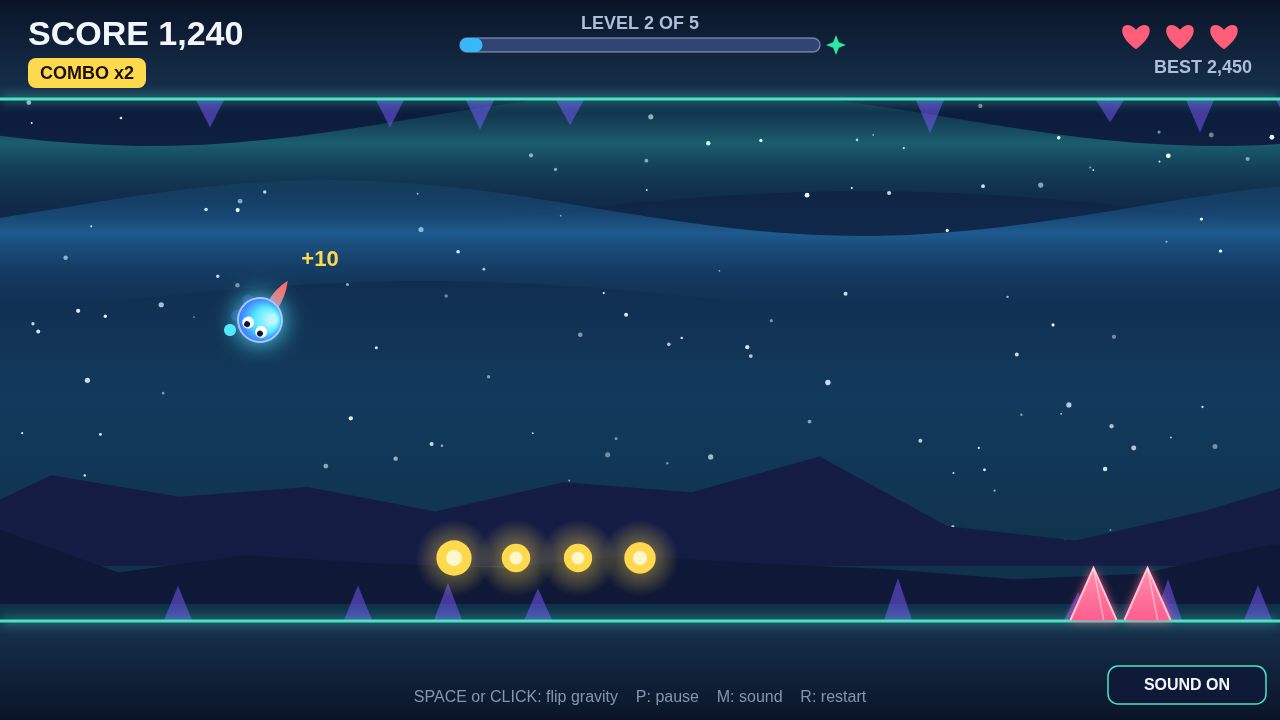 SCORE 1,240
COMBO x2
LEVEL 2 OF 5
BEST 2,450
+10
SPACE or CLICK: flip gravity P: pause M: sound R: restart
SOUND ON